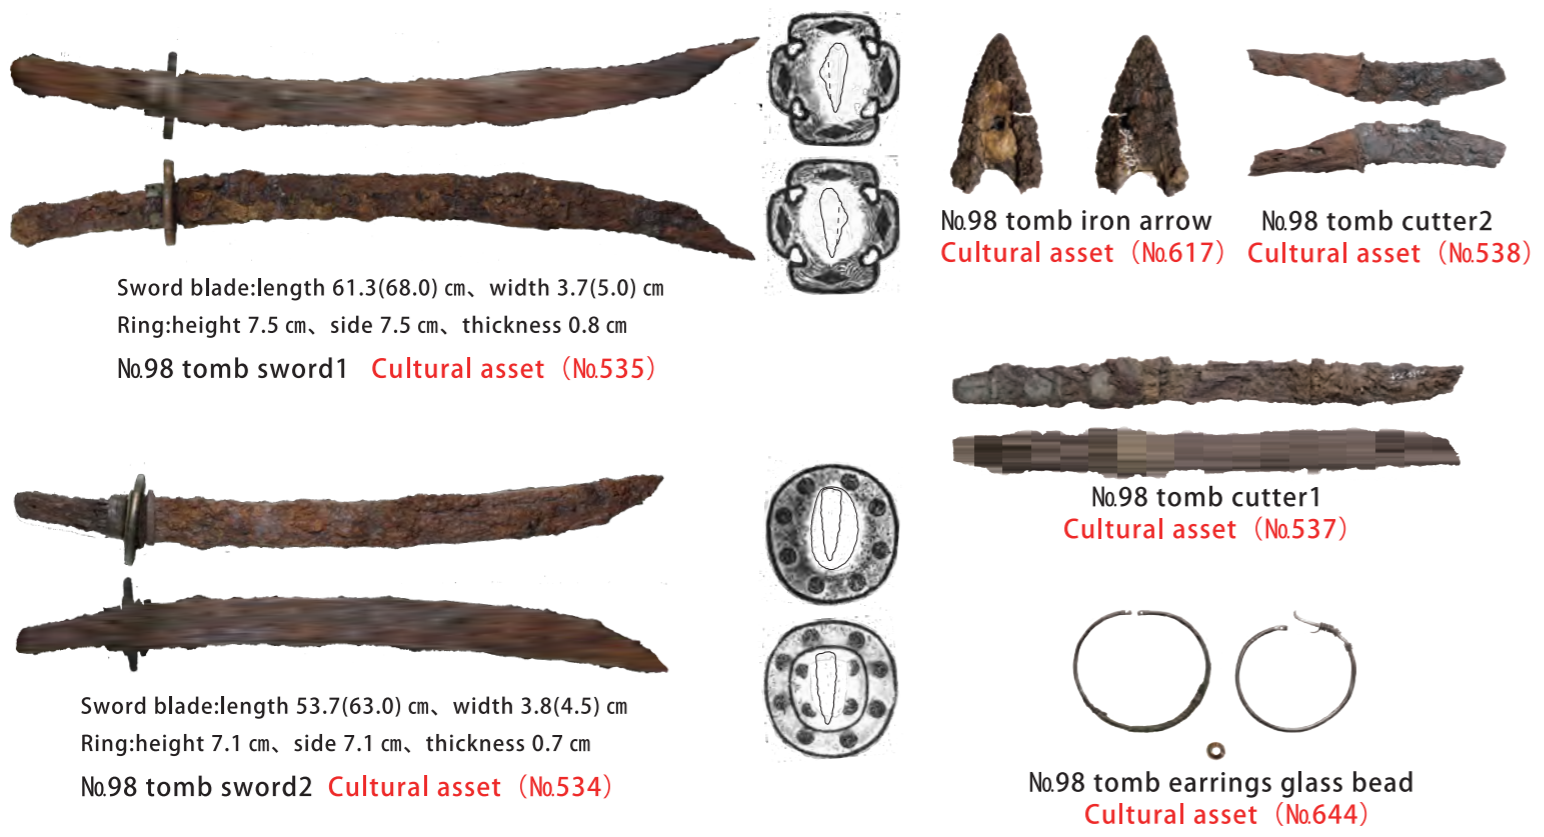 Sword blade:length 61.3(68.0) ㎝、width 3.7(5.0) ㎝
Ring:height 7.5 ㎝、side 7.5 ㎝、thickness 0.8 ㎝
№98 tomb sword1 Cultural asset（№535）
№98 tomb iron arrow
Cultural asset（№617）
№98 tomb cutter2
Cultural asset（№538）
№98 tomb cutter1
Cultural asset（№537）
Sword blade:length 53.7(63.0) ㎝、width 3.8(4.5) ㎝
Ring:height 7.1 ㎝、side 7.1 ㎝、thickness 0.7 ㎝
№98 tomb sword2 Cultural asset（№534）
№98 tomb earrings glass bead
Cultural asset（№644）